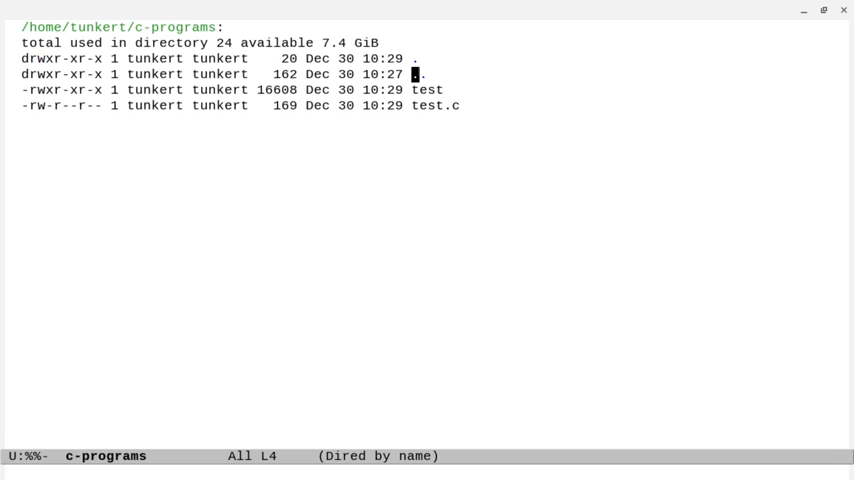 /home/tunkert/c-programs:
total used in directory 24 available 7.4 GiB
drwxr-xr-x 1 tunkert tunkert    20 Dec 30 10:29 .
drwxr-xr-x 1 tunkert tunkert   162 Dec 30 10:27 ..
-rwxr-xr-x 1 tunkert tunkert 16608 Dec 30 10:29 test
-rw-r--r-- 1 tunkert tunkert   169 Dec 30 10:29 test.c
U:%%-  c-programs          All L4     (Dired by name)